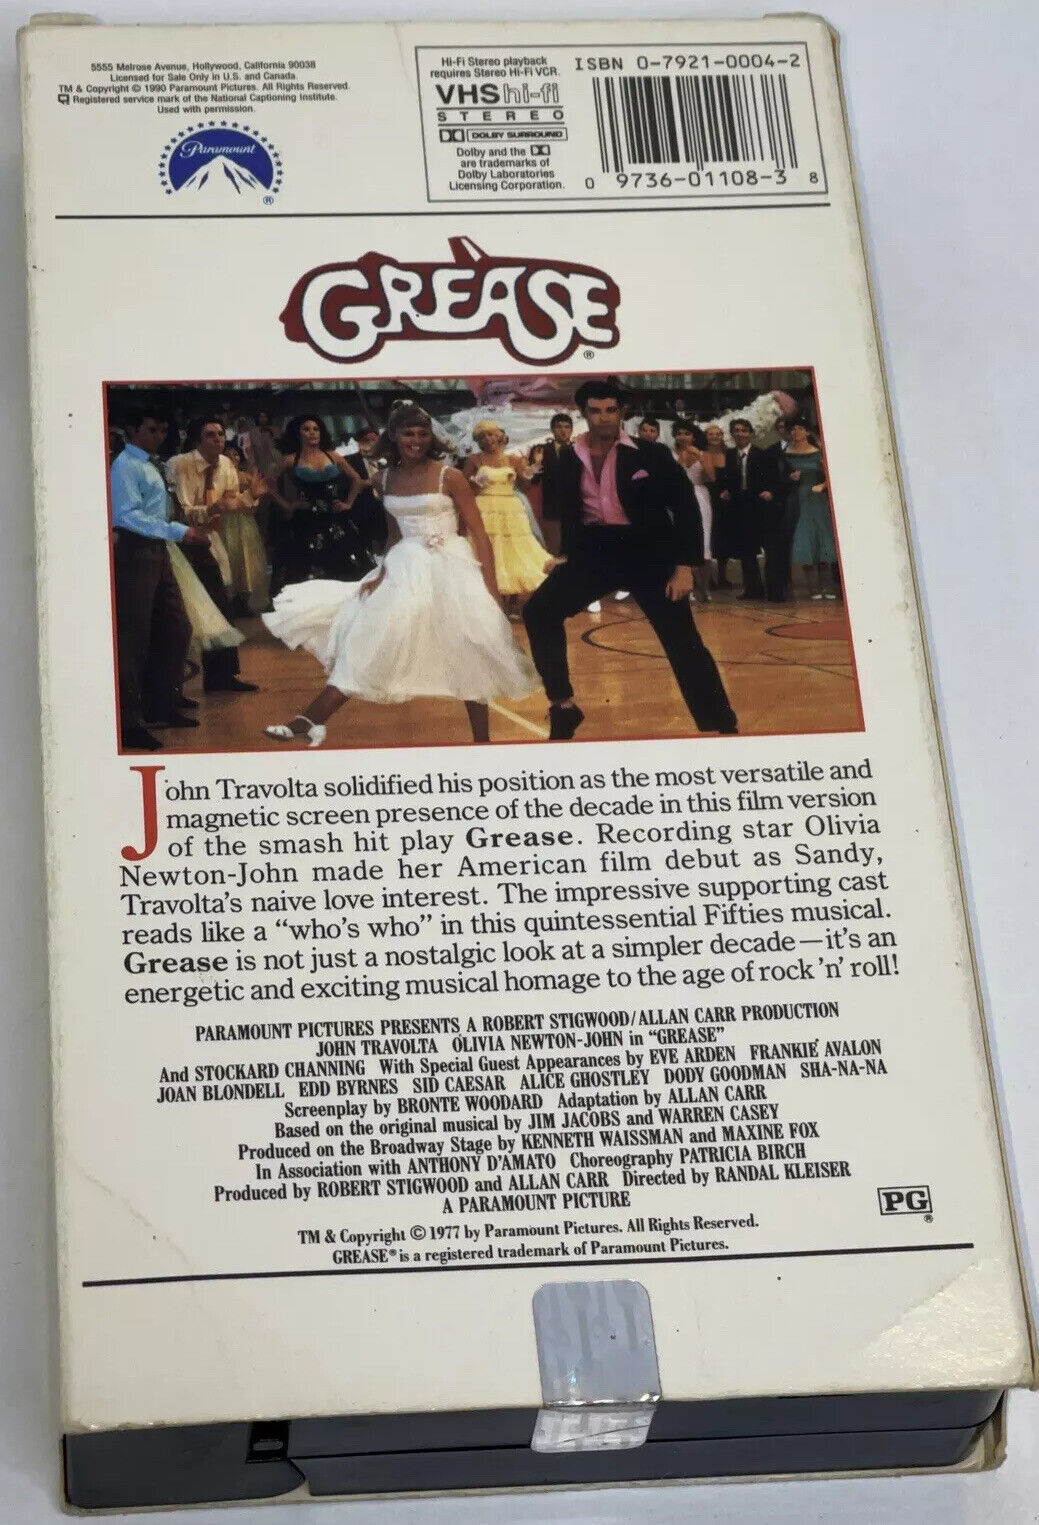 5555 Melrose Avenue, Hollywood, California 90038
Licensed for Sale Only in U.S. and Canada.
TM & Copyright © 1990 Paramount Pictures. All Rights Reserved.
Registered service mark of the National Captioning Institute.
Used with permission.
Paramount
®
Hi-Fi Stereo playback
requires Stereo Hi-Fi VCR.
VHS hi-fi
STEREO
DOLBY SURROUND
Dolby and the
are trademarks of
Dolby Laboratories
Licensing Corporation.
ISBN 0-7921-0004-2
0 9736-01108-3 8
GREASE
®
John Travolta solidified his position as the most versatile and
magnetic screen presence of the decade in this film version
of the smash hit play Grease. Recording star Olivia
Newton-John made her American film debut as Sandy,
Travolta's naive love interest. The impressive supporting cast
reads like a “who's who” in this quintessential Fifties musical.
Grease is not just a nostalgic look at a simpler decade—it's an
energetic and exciting musical homage to the age of rock 'n' roll!
PARAMOUNT PICTURES PRESENTS A ROBERT STIGWOOD/ALLAN CARR PRODUCTION
JOHN TRAVOLTA OLIVIA NEWTON-JOHN in “GREASE”
And STOCKARD CHANNING With Special Guest Appearances by EVE ARDEN FRANKIE AVALON
JOAN BLONDELL EDD BYRNES SID CAESAR ALICE GHOSTLEY DODY GOODMAN SHA-NA-NA
Screenplay by BRONTE WOODARD Adaptation by ALLAN CARR
Based on the original musical by JIM JACOBS and WARREN CASEY
Produced on the Broadway Stage by KENNETH WAISSMAN and MAXINE FOX
In Association with ANTHONY D'AMATO Choreography PATRICIA BIRCH
Produced by ROBERT STIGWOOD and ALLAN CARR Directed by RANDAL KLEISER
A PARAMOUNT PICTURE
PG
®
TM & Copyright © 1977 by Paramount Pictures. All Rights Reserved.
GREASE® is a registered trademark of Paramount Pictures.